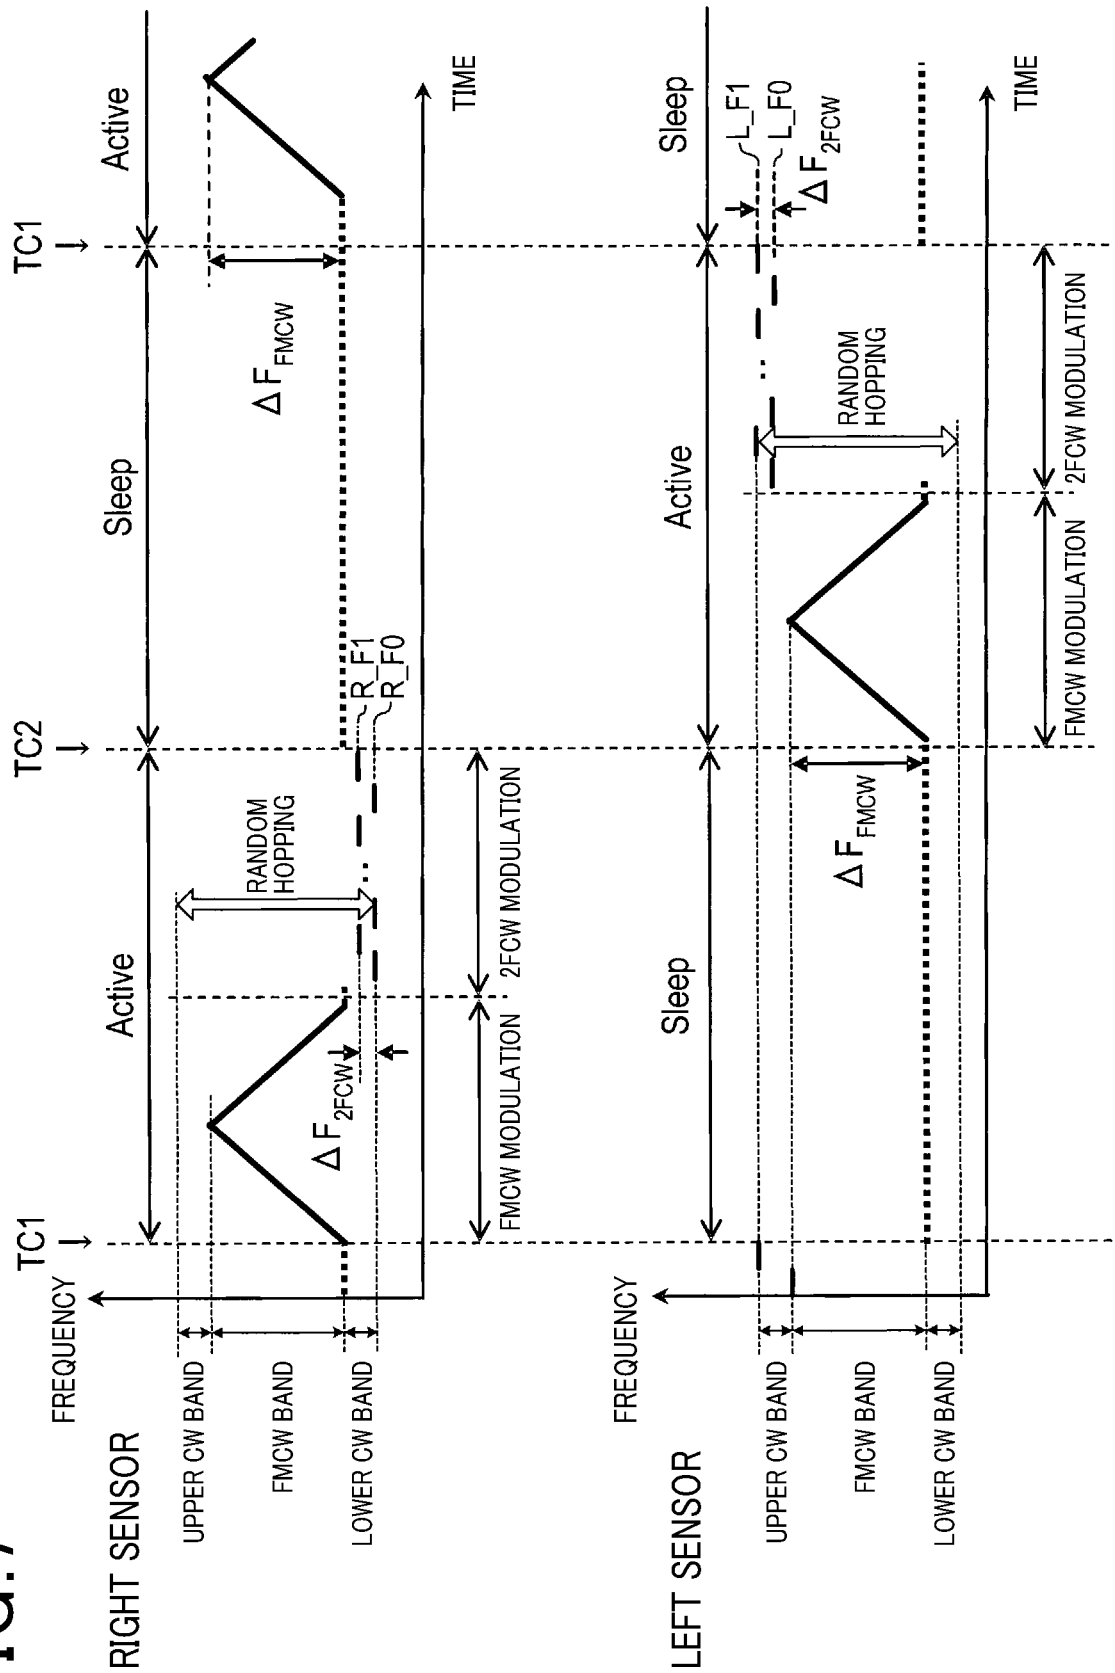 RIGHT SENSOR
FREQUENCY
UPPER CW BAND
FMCW BAND
LOWER CW BAND
TC1
TC2
TC1
Active
Sleep
Active
RANDOM
HOPPING
ΔF2FCW
R_F1
R_F0
ΔFFMCW
TIME
FMCW MODULATION
2FCW MODULATION
LEFT SENSOR
FREQUENCY
UPPER CW BAND
FMCW BAND
LOWER CW BAND
Sleep
Active
Sleep
ΔFFMCW
RANDOM
HOPPING
L_F1
L_F0
ΔF2FCW
TIME
FMCW MODULATION
2FCW MODULATION